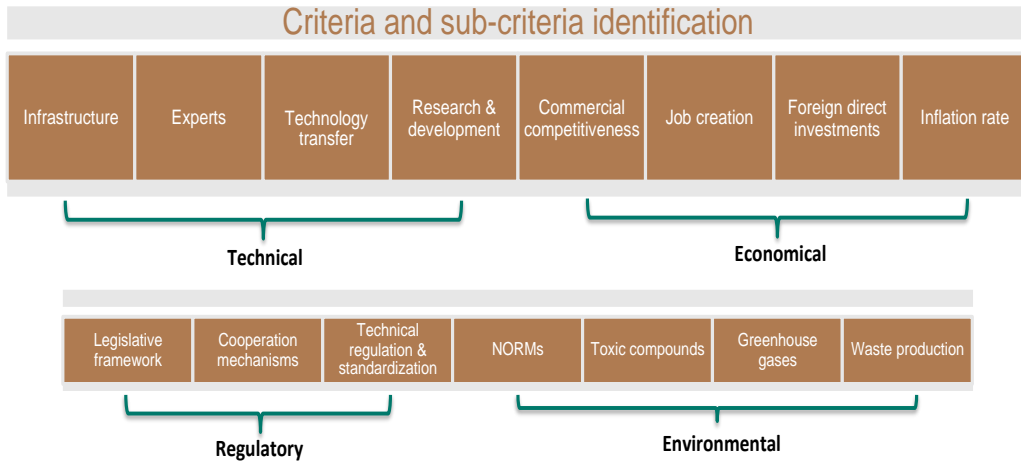 Criteria and sub-criteria identification
Infrastructure
Experts
Technology
transfer
Research &
development
Commercial
competitiveness
Job creation
Foreign direct
investments
Inflation rate
Technical
Economical
Legislative
framework
Cooperation
mechanisms
Technical
regulation &
standardization
NORMs
Toxic compounds
Greenhouse
gases
Waste production
Regulatory
Environmental